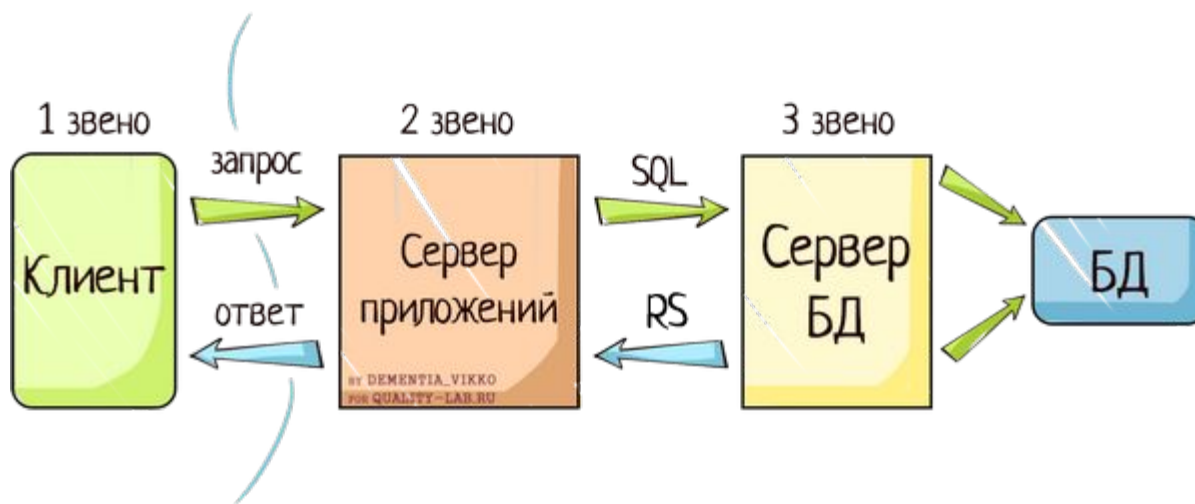 1 звено
2 звено
3 звено
запрос
SQL
Клиент
Сервер
приложений
Сервер
БД
БД
ответ
RS
BY DEMENTIA_VIKKO
FOR QUALITY-LAB.RU